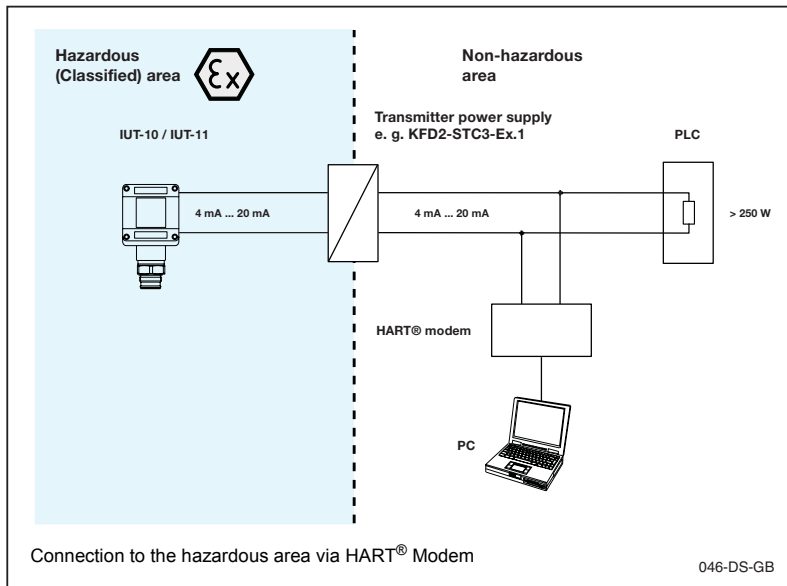 Hazardous
(Classified) area
Ex
Non-hazardous
area
IUT-10 / IUT-11
Transmitter power supply
e. g. KFD2-STC3-Ex.1
PLC
4 mA ... 20 mA
4 mA ... 20 mA
> 250 W
HART® modem
PC
Connection to the hazardous area via HART® Modem
046-DS-GB